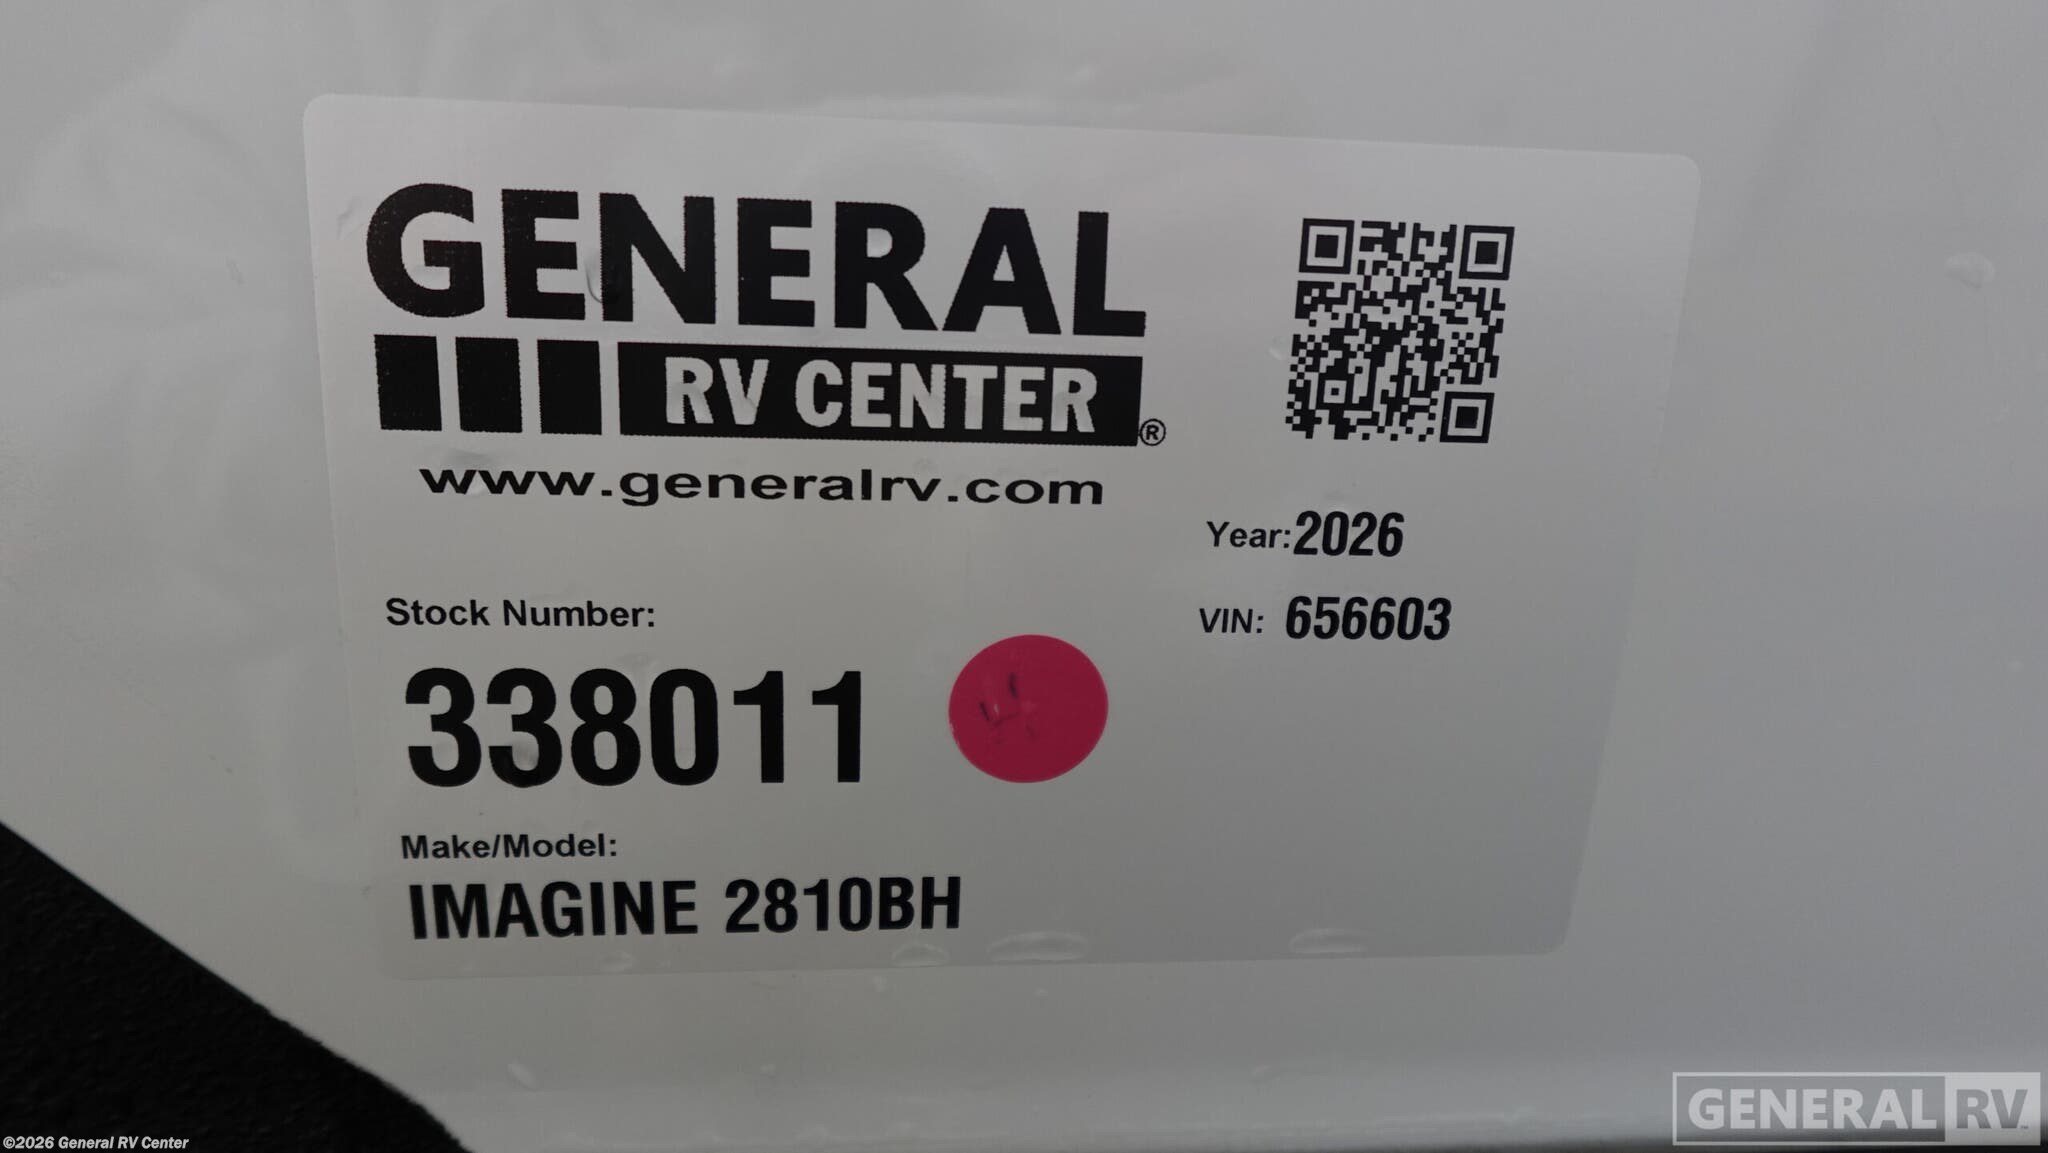 GENERAL
RV CENTER®
www.generalrv.com
Year: 2026
VIN: 656603
Stock Number:
338011
Make/Model:
IMAGINE 2810BH
GENERAL RV™
©2026 General RV Center